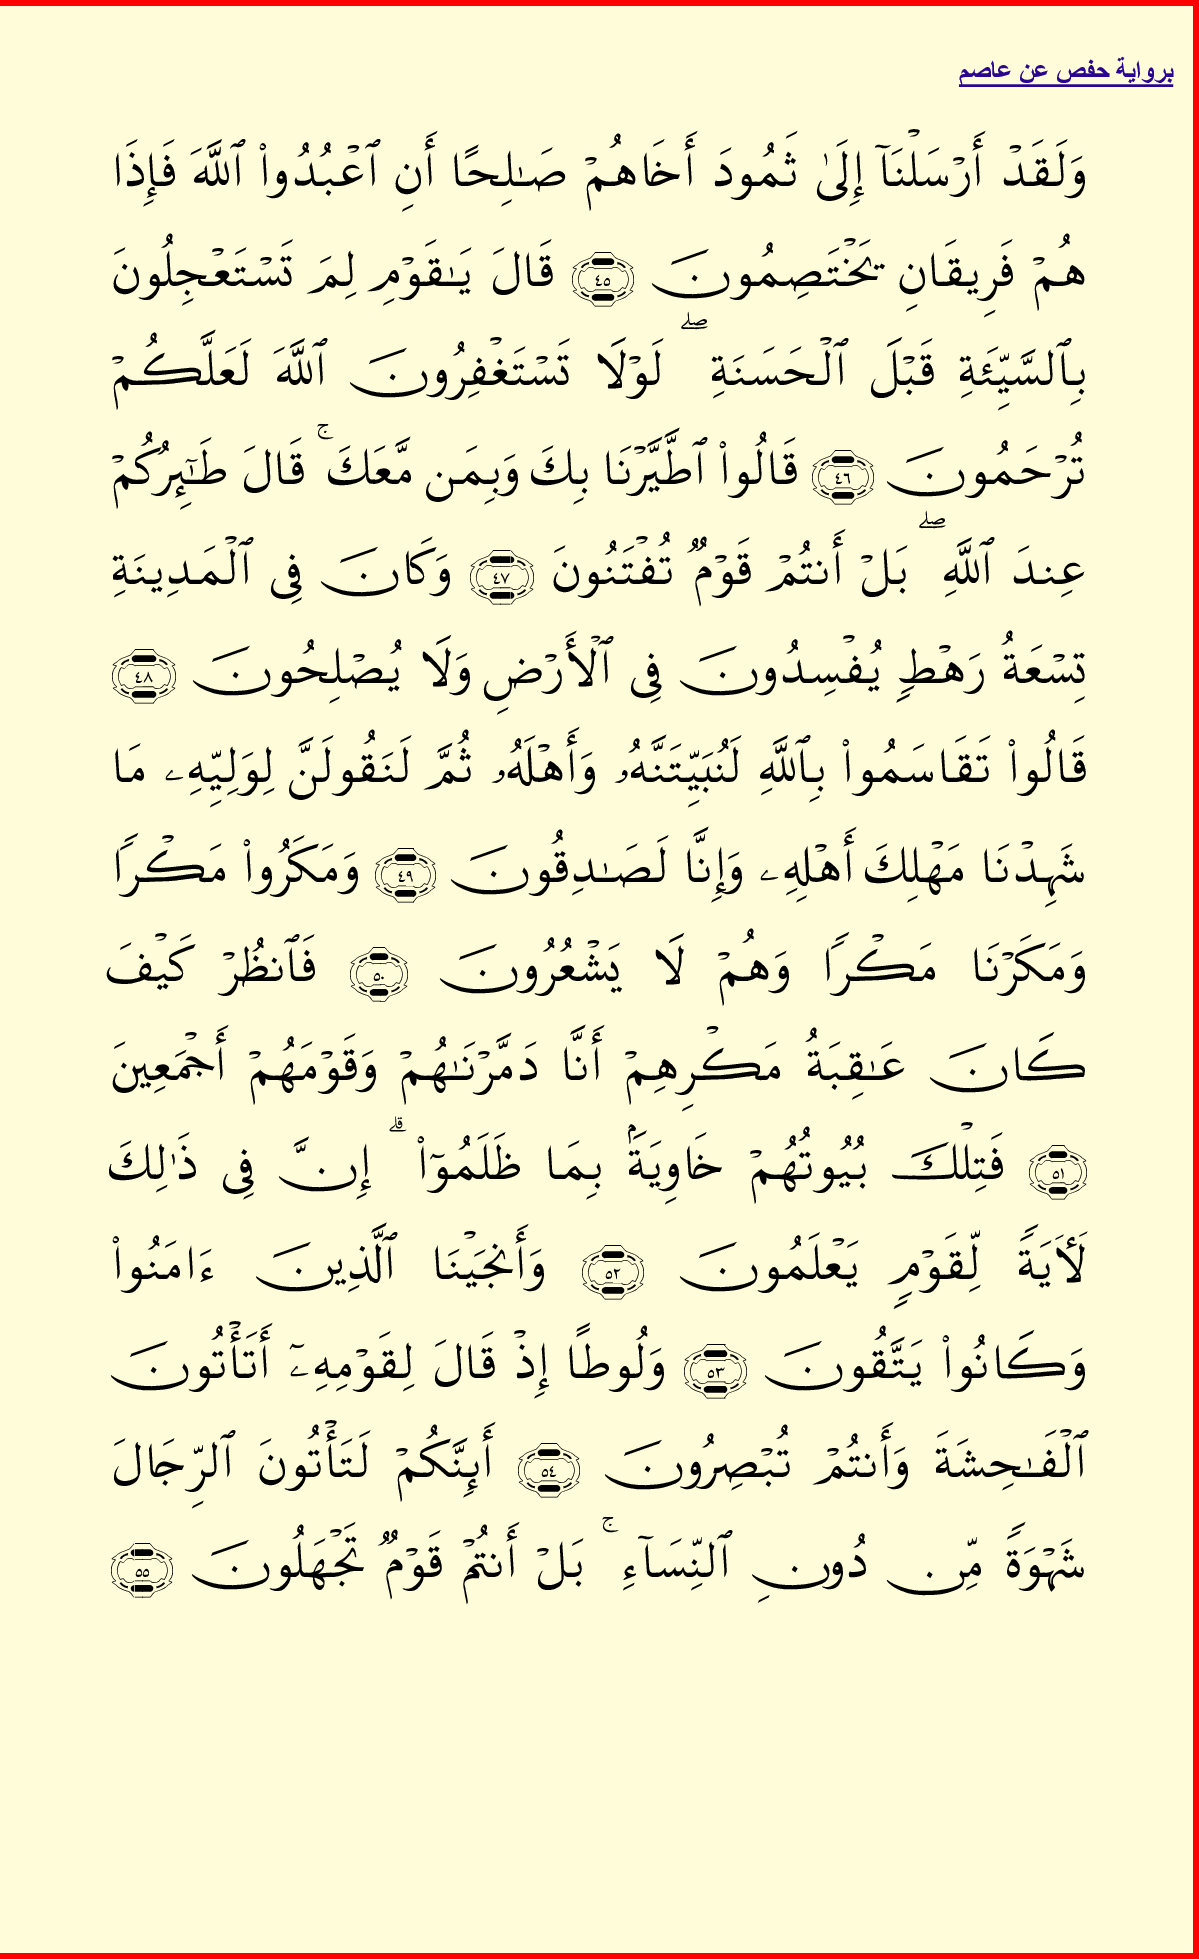 برواية حفص عن عاصم
وَلَقَدۡ أَرۡسَلۡنَآ إِلَىٰ ثَمُودَ أَخَاهُمۡ صَـٰلِحًا أَنِ ٱعۡبُدُواْ ٱللَّهَ فَإِذَا
هُمۡ فَرِيقَانِ يَخۡتَصِمُونَ ٤٥ قَالَ يَـٰقَوۡمِ لِمَ تَسۡتَعۡجِلُونَ
بِٱلسَّيِّئَةِ قَبۡلَ ٱلۡحَسَنَةِۖ لَوۡلَا تَسۡتَغۡفِرُونَ ٱللَّهَ لَعَلَّكُمۡ
تُرۡحَمُونَ ٤٦ قَالُواْ ٱطَّيَّرۡنَا بِكَ وَبِمَن مَّعَكَۚ قَالَ طَـٰٓئِرُكُمۡ
عِندَ ٱللَّهِۖ بَلۡ أَنتُمۡ قَوۡمٌ تُفۡتَنُونَ ٤٧ وَكَانَ فِى ٱلۡمَدِينَةِ
تِسۡعَةُ رَهۡطٍ يُفۡسِدُونَ فِى ٱلۡأَرۡضِ وَلَا يُصۡلِحُونَ ٤٨
قَالُواْ تَقَاسَمُواْ بِٱللَّهِ لَنُبَيِّتَنَّهُۥ وَأَهۡلَهُۥ ثُمَّ لَنَقُولَنَّ لِوَلِيِّهِۦ مَا
شَهِدۡنَا مَهۡلِكَ أَهۡلِهِۦ وَإِنَّا لَصَـٰدِقُونَ ٤٩ وَمَكَرُواْ مَكۡرًا
وَمَكَرۡنَا مَكۡرًا وَهُمۡ لَا يَشۡعُرُونَ ٥٠ فَٱنظُرۡ كَيۡفَ
كَانَ عَـٰقِبَةُ مَكۡرِهِمۡ أَنَّا دَمَّرۡنَـٰهُمۡ وَقَوۡمَهُمۡ أَجۡمَعِينَ
٥١ فَتِلۡكَ بُيُوتُهُمۡ خَاوِيَةَۢ بِمَا ظَلَمُوٓاْۗ إِنَّ فِى ذَٰلِكَ
لَأَيَةً لِّقَوۡمٍ يَعۡلَمُونَ ٥٢ وَأَنجَيۡنَا ٱلَّذِينَ ءَامَنُواْ
وَكَانُواْ يَتَّقُونَ ٥٣ وَلُوطًا إِذۡ قَالَ لِقَوۡمِهِۦٓ أَتَأۡتُونَ
ٱلۡفَـٰحِشَةَ وَأَنتُمۡ تُبۡصِرُونَ ٥٤ أَئِنَّكُمۡ لَتَأۡتُونَ ٱلرِّجَالَ
شَهۡوَةً مِّن دُونِ ٱلنِّسَآءِۚ بَلۡ أَنتُمۡ قَوۡمٌ تَجۡهَلُونَ ٥٥